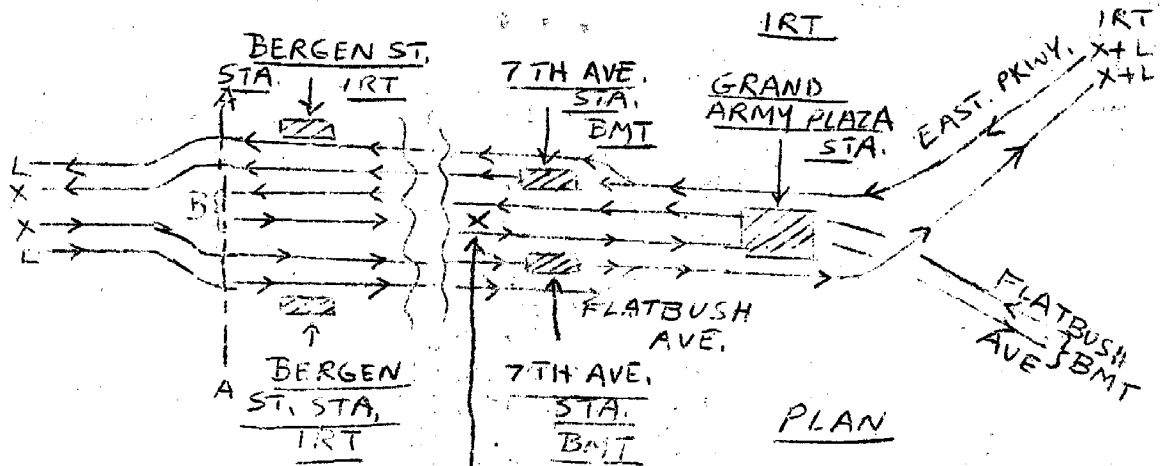 BERGEN ST.
STA. IRT
7TH AVE.
STA.
BMT
IRT
GRAND
ARMY PLAZA
STA.
EAST. PKWY.
IRT
X+L
X+L
A
L
X
B
X
L
X
A
BERGEN
ST. STA,
IRT
7TH AVE.
STA.
BMT
FLATBUSH
AVE.
FLATBUSH
AVE
BMT
PLAN